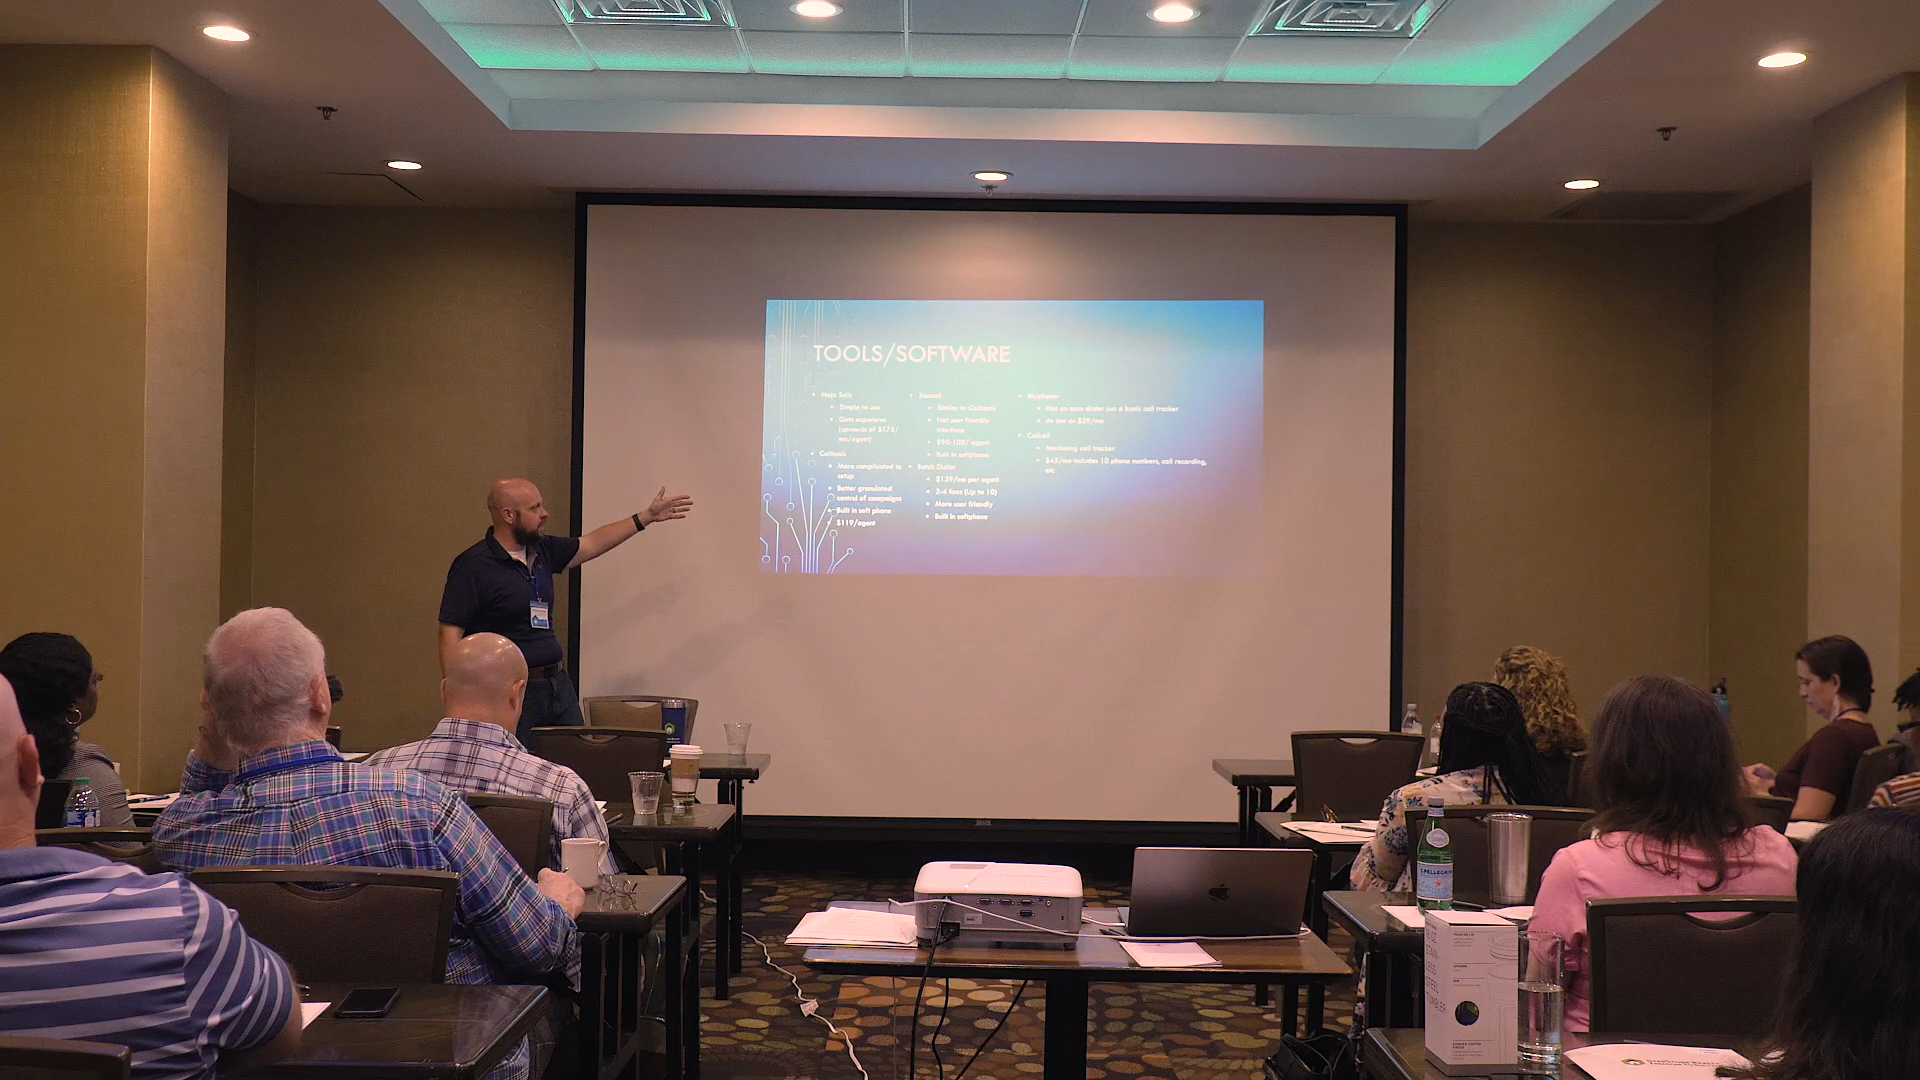 TOOLS/SOFTWARE
Mojo Sells
Simple to use
Gets expensive
(upwards of $175/
mo/agent)
Calltools
More complicated to
setup
Better granulated
control of campaigns
Built in soft phone
$119/agent
Xencall
Similar to Calltools
Not user friendly
interface
$90-100/ agent
Built in softphone
Batch Dialer
$139/mo per agent
3-4 lines (Up to 10)
More user friendly
Built in softphone
Myphoner
Not an auto dialer just a basic call tracker
As low as $29/mo
Callrail
Marketing call tracker
$45/mo includes 10 phone numbers, call recording,
etc
S.PELLEGRINO